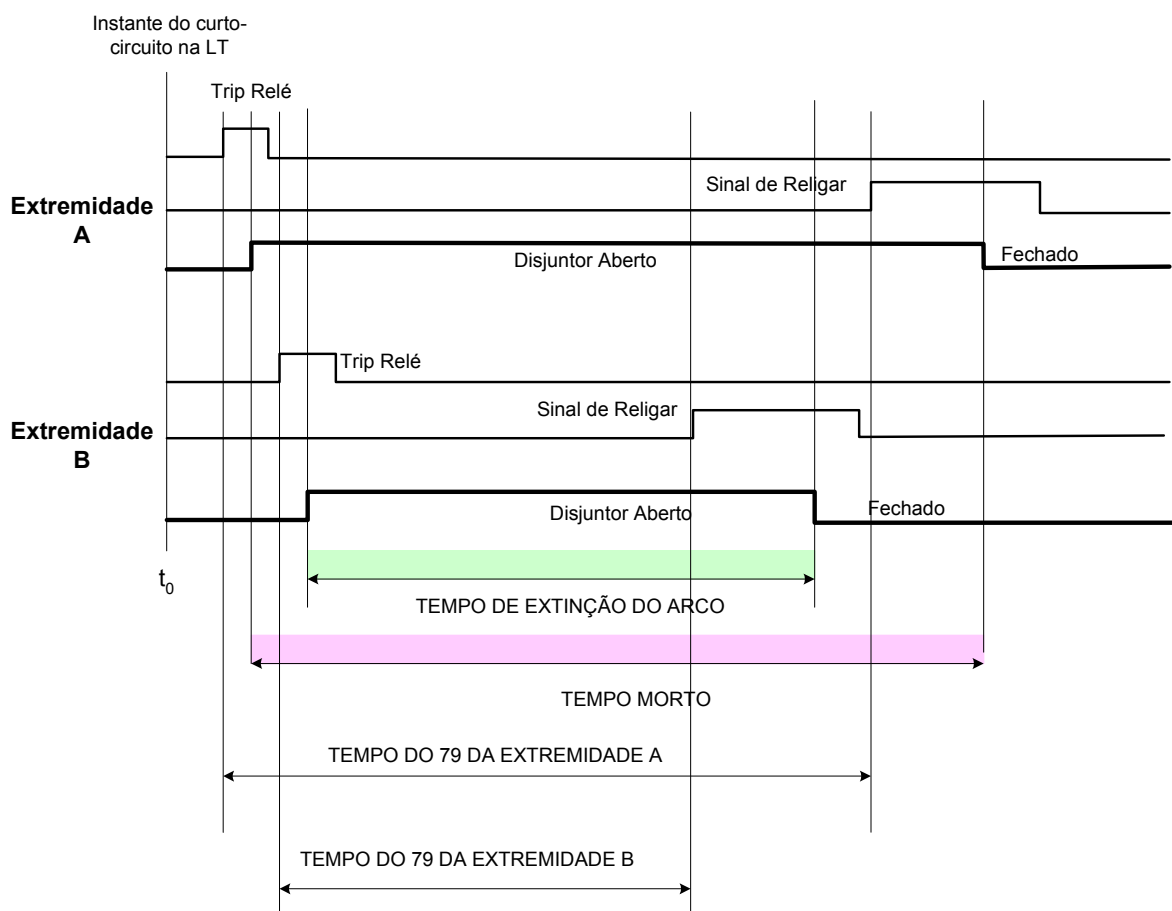 Instante do curto-
circuito na LT
Trip Relé
Sinal de Religar
Extremidade
A
Disjuntor Aberto
Fechado
Trip Relé
Sinal de Religar
Extremidade
B
Disjuntor Aberto
Fechado
t0
TEMPO DE EXTINÇÃO DO ARCO
TEMPO MORTO
TEMPO DO 79 DA EXTREMIDADE A
TEMPO DO 79 DA EXTREMIDADE B